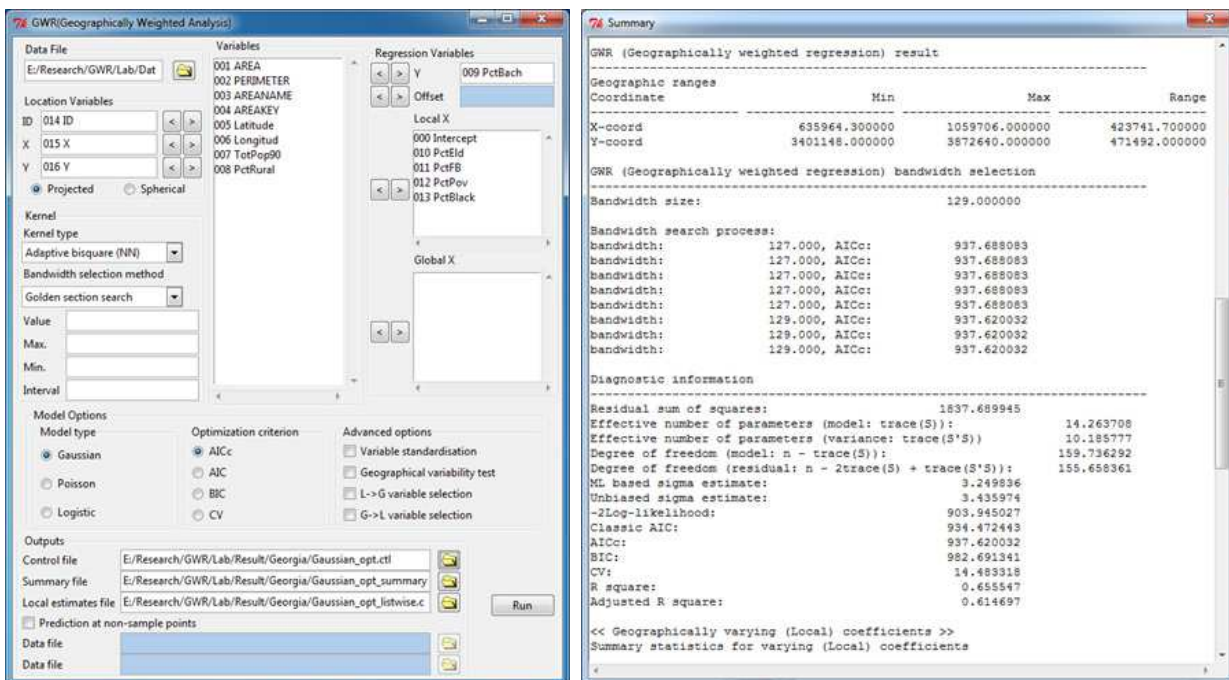 GWR(Geographically Weighted Analysis)
Data File
E:/Research/GWR/Lab/Dat
Location Variables
ID 014 ID < >
X 015 X < >
Y 016 Y < >
Projected Spherical
Kernel
Kernel type
Adaptive bisquare (NN)
Bandwidth selection method
Golden section search
Value
Max.
Min.
Interval
Variables
001 AREA
002 PERIMETER
003 AREANAME
004 AREAKEY
005 Latitude
006 Longitud
007 TotPop90
008 PctRural
Regression Variables
< > Y 009 PctBach
< > Offset
Local X
< >
000 Intercept
010 PctEld
011 PctFB
012 PctPov
013 PctBlack
Global X
< >
Model Options
Model type
Gaussian
Poisson
Logistic
Optimization criterion
AICc
AIC
BIC
CV
Advanced options
Variable standardisation
Geographical variability test
L->G variable selection
G->L variable selection
Outputs
Control file E:/Research/GWR/Lab/Result/Georgia/Gaussian_opt.ctl
Summary file E:/Research/GWR/Lab/Result/Georgia/Gaussian_opt_summary
Local estimates file E:/Research/GWR/Lab/Result/Georgia/Gaussian_opt_listwise.c
Run
Prediction at non-sample points
Data file
Data file
Summary
GWR (Geographically weighted regression) result
Geographic ranges
Coordinate Min Max Range
X-coord 635964.300000 1059706.000000 423741.700000
Y-coord 3401148.000000 3872640.000000 471492.000000
GWR (Geographically weighted regression) bandwidth selection
Bandwidth size: 129.000000
Bandwidth search process:
bandwidth: 127.000, AICc: 937.688083
bandwidth: 127.000, AICc: 937.688083
bandwidth: 127.000, AICc: 937.688083
bandwidth: 127.000, AICc: 937.688083
bandwidth: 127.000, AICc: 937.688083
bandwidth: 129.000, AICc: 937.620032
bandwidth: 129.000, AICc: 937.620032
bandwidth: 129.000, AICc: 937.620032
Diagnostic information
Residual sum of squares: 1837.689945
Effective number of parameters (model: trace(S)): 14.263708
Effective number of parameters (variance: trace(S'S)) 10.185777
Degree of freedom (model: n - trace(S)): 159.736292
Degree of freedom (residual: n - 2trace(S) + trace(S'S)): 155.658361
ML based sigma estimate: 3.249836
Unbiased sigma estimate: 3.435974
-2Log-likelihood: 903.945027
Classic AIC: 934.472443
AICc: 937.620032
BIC: 982.691341
CV: 14.483318
R square: 0.655547
Adjusted R square: 0.614697
<< Geographically varying (Local) coefficients >>
Summary statistics for varying (Local) coefficients